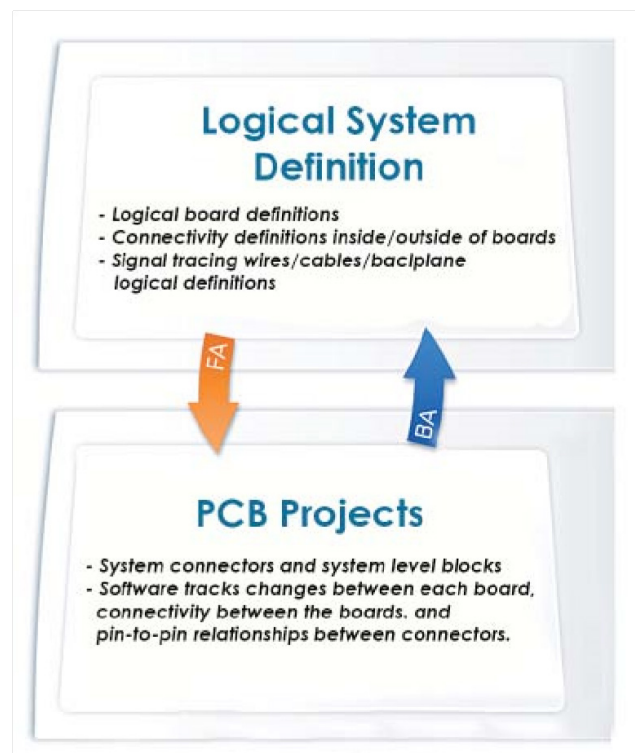 Logical System
Definition
- Logical board definitions
- Connectivity definitions inside/outside of boards
- Signal tracing wires/cables/baclplane
logical definitions
FA
BA
PCB Projects
- System connectors and system level blocks
- Software tracks changes between each board,
connectivity between the boards. and
pin-to-pin relationships between connectors.